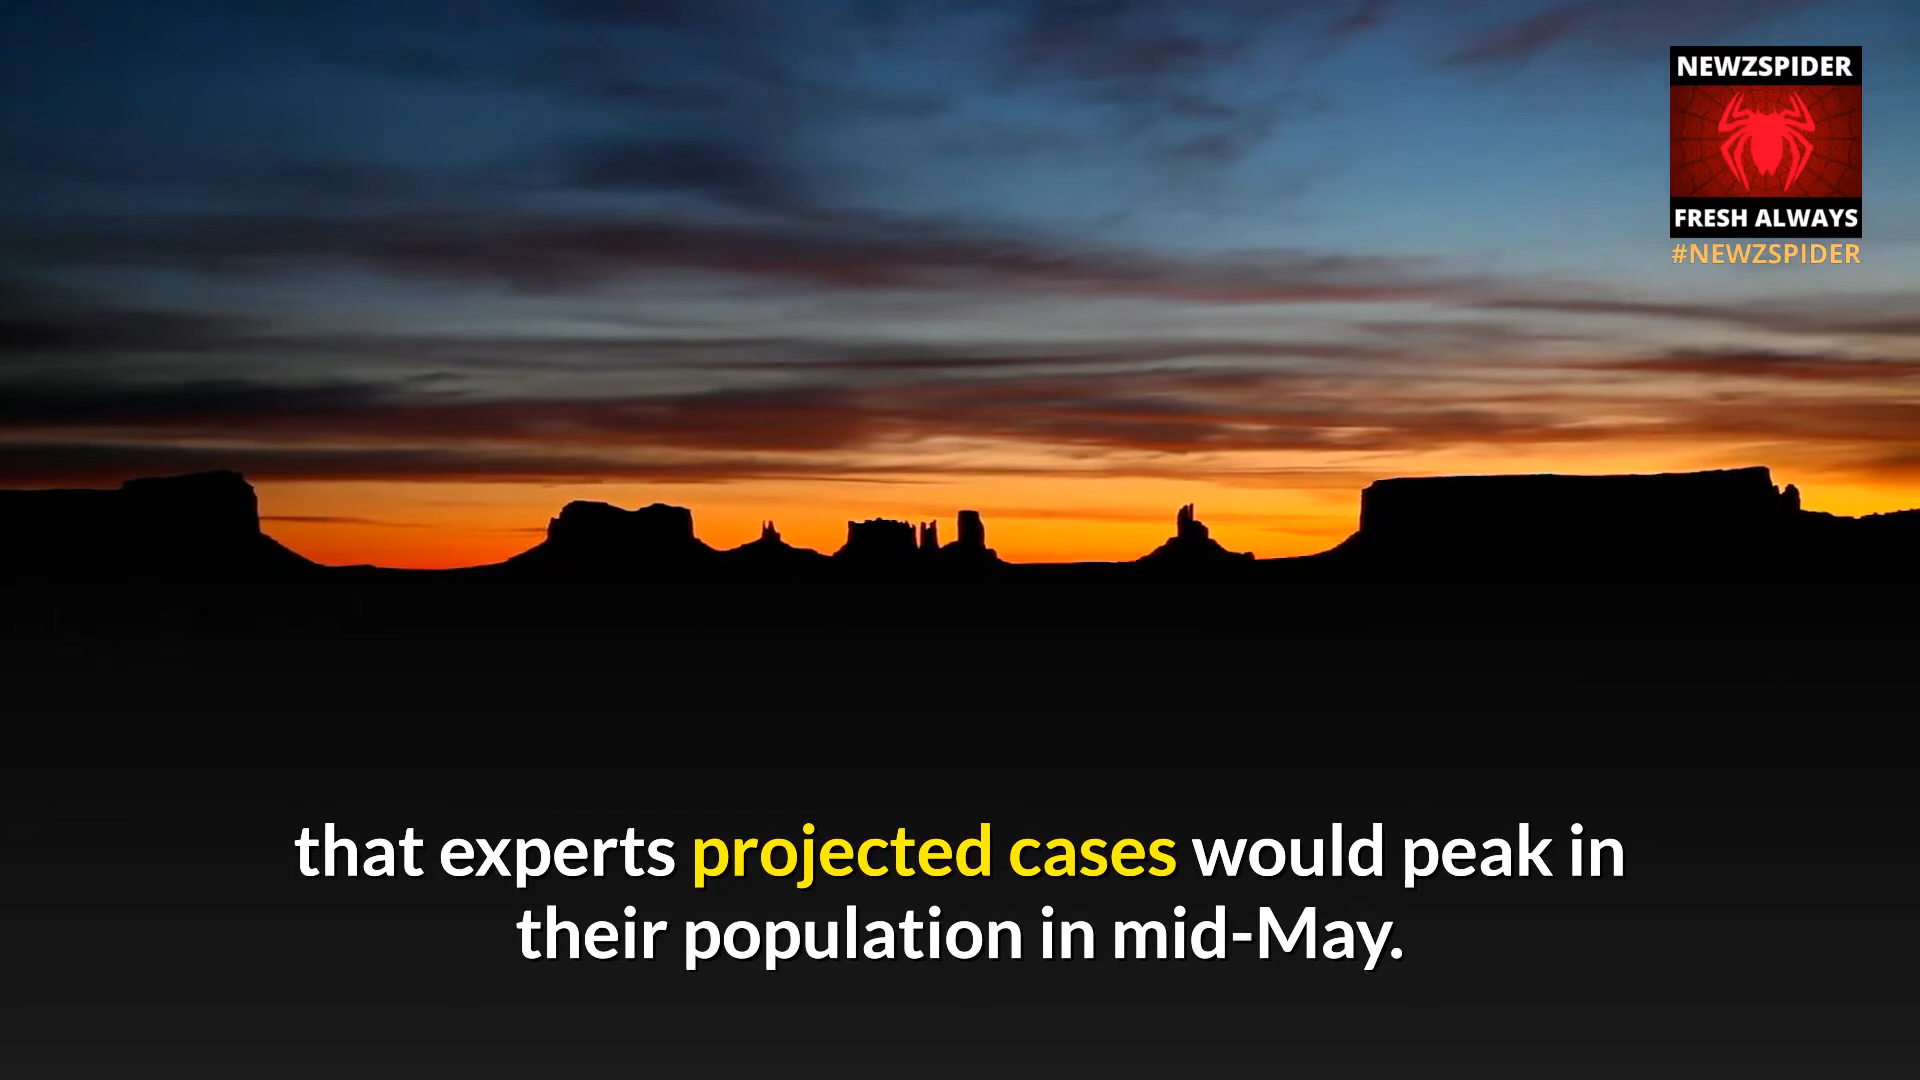 NEWZSPIDER
FRESH ALWAYS
#NEWZSPIDER
that experts projected cases would peak in
their population in mid-May.